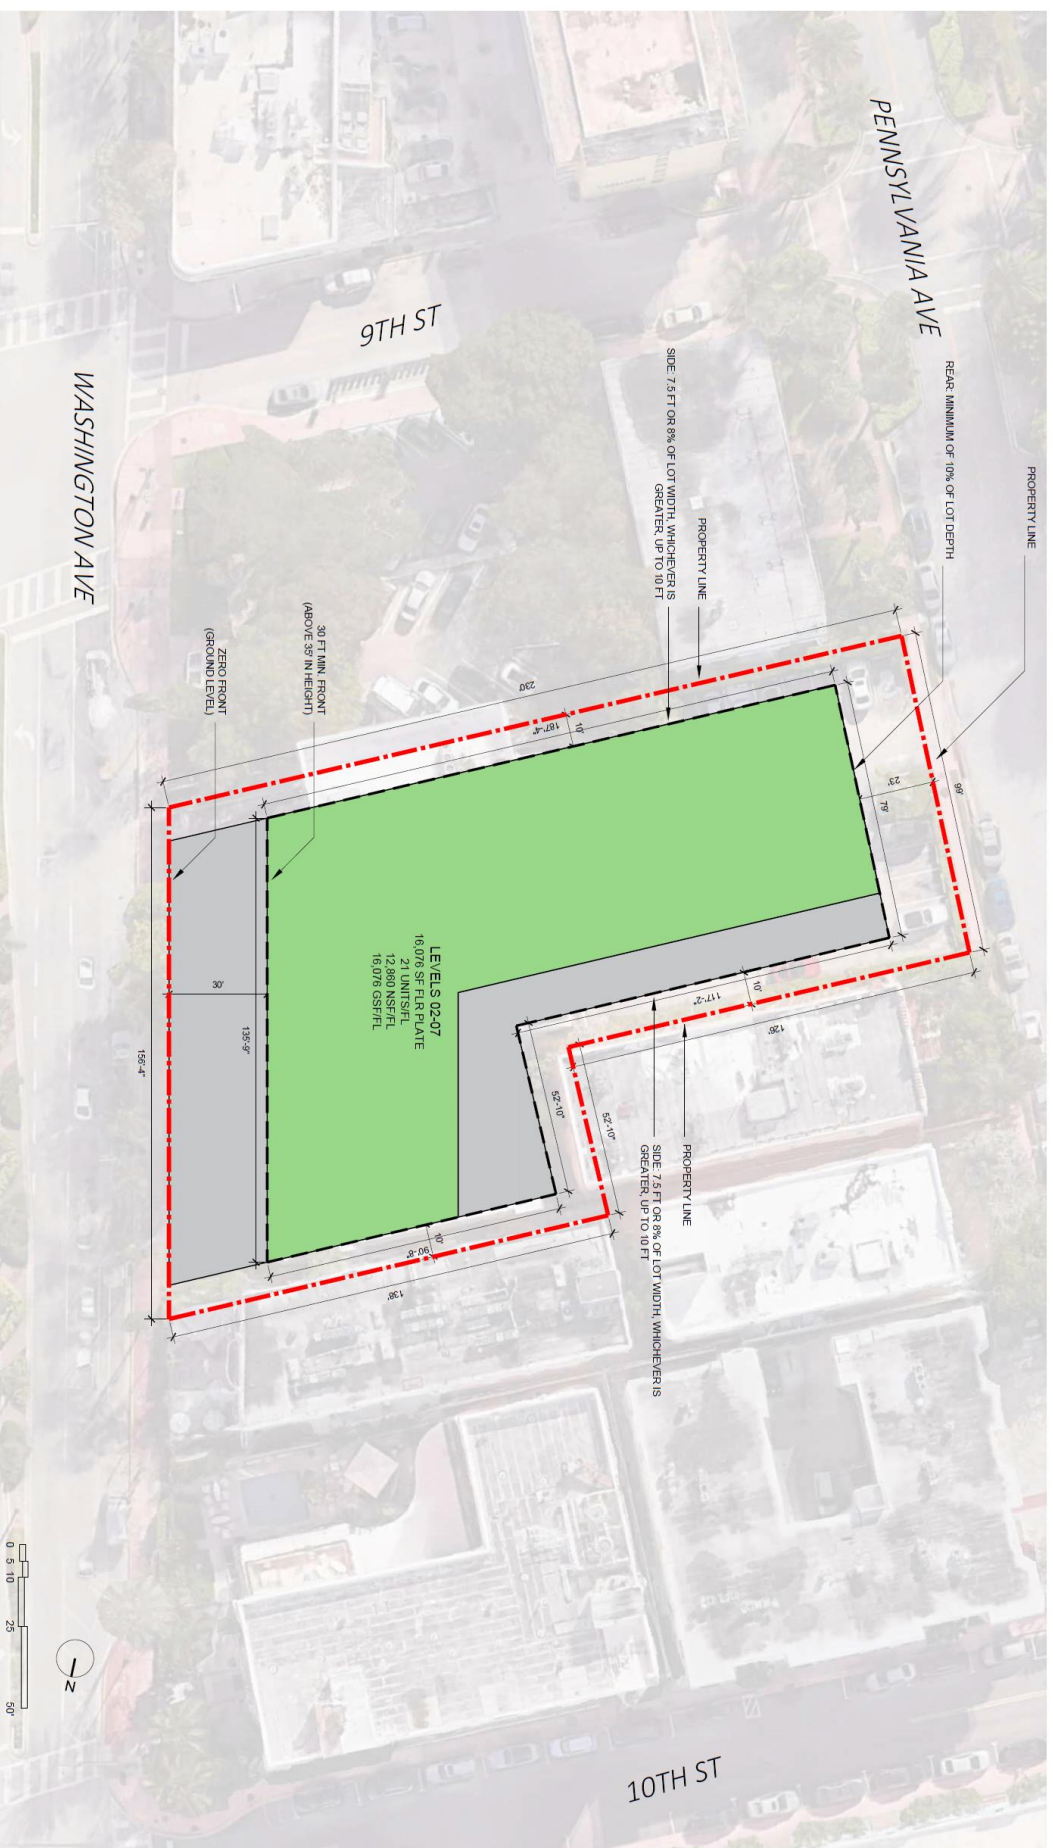 PENNSYLVANIA AVE
9TH ST
WASHINGTON AVE
10TH ST
PROPERTY LINE
REAR: MINIMUM OF 10% OF LOT DEPTH
PROPERTY LINE
SIDE: 7.5 FT OR 8% OF LOT WIDTH, WHICHEVER IS
GREATER, UP TO 10 FT
30 FT MIN. FRONT
(ABOVE 35' IN HEIGHT)
ZERO FRONT
(GROUND LEVEL)
99'
23'
79'
230'
187'-4"
10'
LEVELS 02-07
16,076 SF FLR PLATE
21 UNITS/FL
12,860 NSF/FL
16,076 GSF/FL
10'
117'-2"
126'
52'-10"
52'-10"
PROPERTY LINE
SIDE: 7.5 FT OR 8% OF LOT WIDTH, WHICHEVER IS
GREATER, UP TO 10 FT
10'
90'-8"
138'
30'
135'-9"
156'-4"
0 5 10 25 50'
N